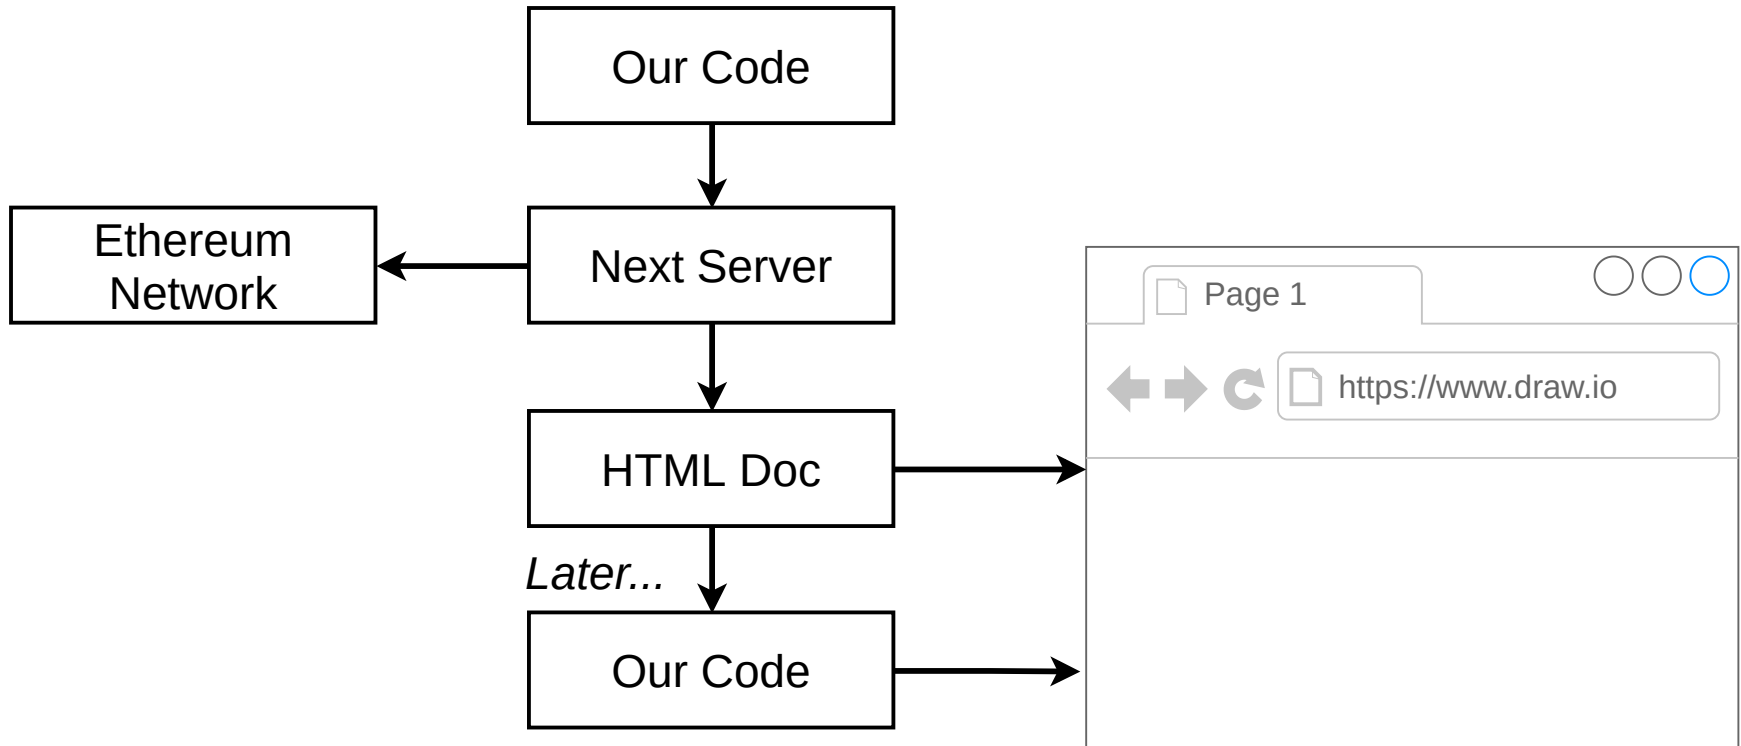 Our Code
Ethereum
Network
Next Server
Page 1
https://www.draw.io
HTML Doc
Later...
Our Code